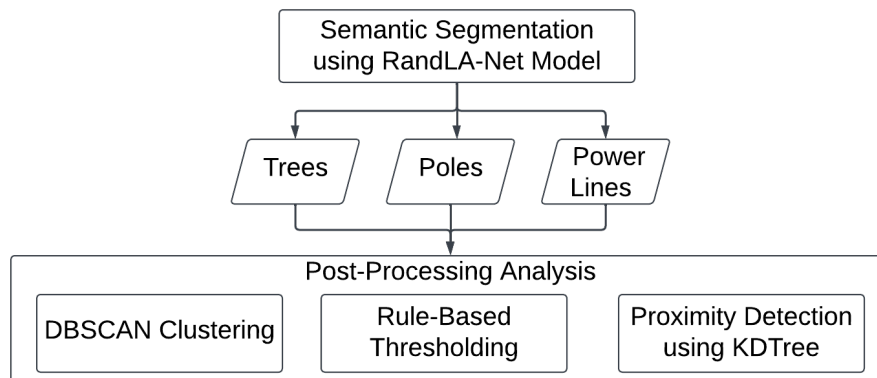 Semantic Segmentation
using RandLA-Net Model
Trees
Poles
Power
Lines
Post-Processing Analysis
DBSCAN Clustering
Rule-Based
Thresholding
Proximity Detection
using KDTree